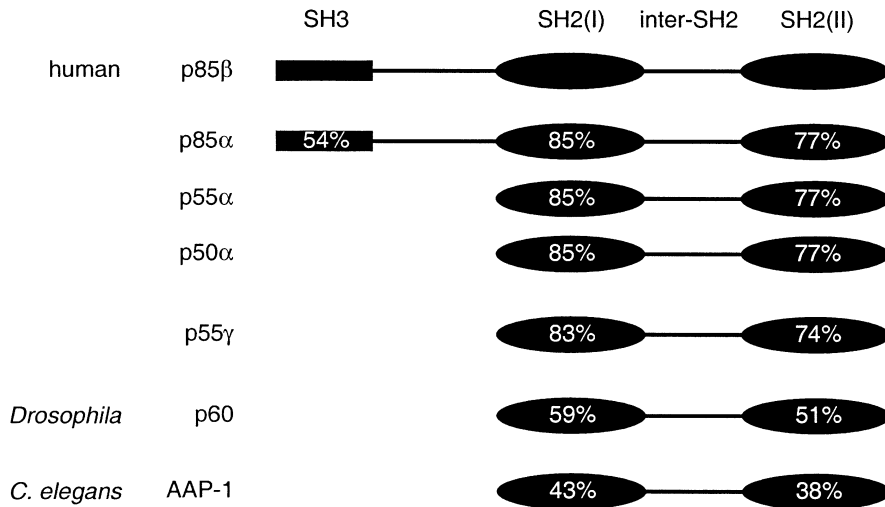 SH3 SH2(I) inter-SH2 SH2(II)
human p85β
p85α 54% 85% 77%
p55α 85% 77%
p50α 85% 77%
p55γ 83% 74%
Drosophila p60 59% 51%
C. elegans AAP-1 43% 38%